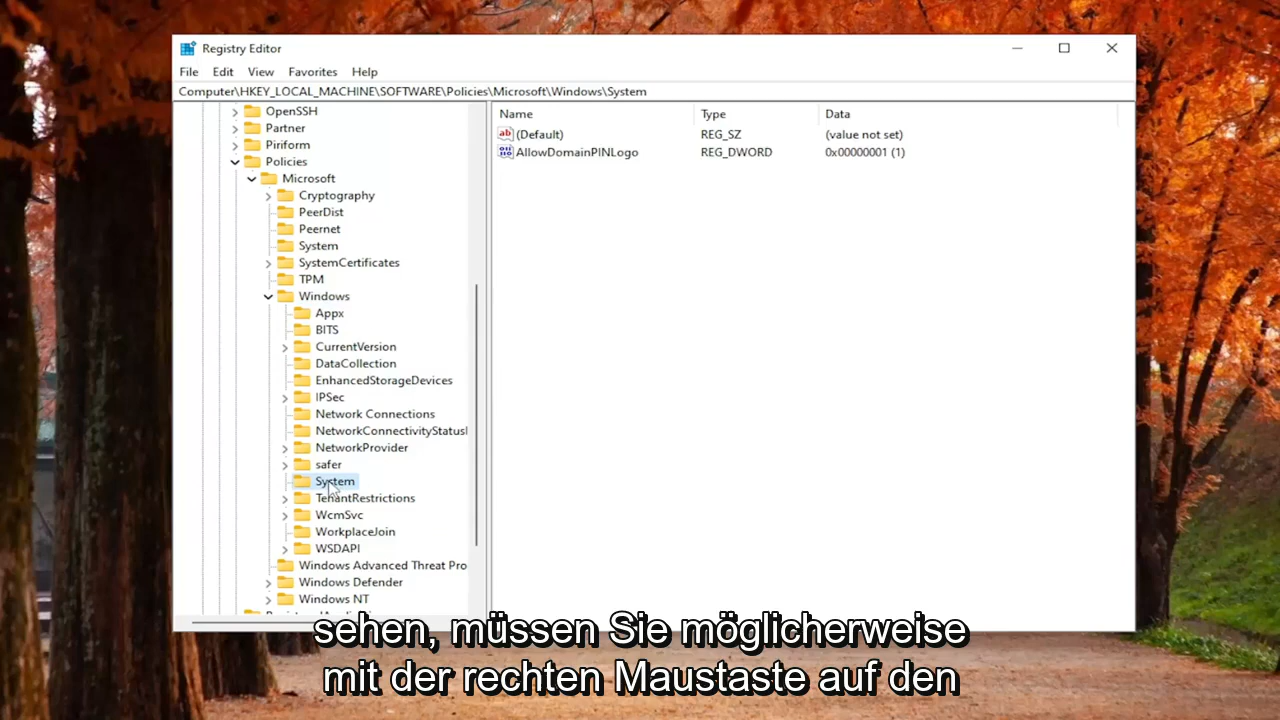 Registry Editor
File Edit View Favorites Help
Computer\HKEY_LOCAL_MACHINE\SOFTWARE\Policies\Microsoft\Windows\System
OpenSSH
Partner
Piriform
Policies
Microsoft
Cryptography
PeerDist
Peernet
System
SystemCertificates
TPM
Windows
Appx
BITS
CurrentVersion
DataCollection
EnhancedStorageDevices
IPSec
Network Connections
NetworkConnectivityStatusI
NetworkProvider
safer
System
TenantRestrictions
WcmSvc
WorkplaceJoin
WSDAPI
Windows Advanced Threat Pro
Windows Defender
Windows NT
Name Type Data
(Default) REG_SZ (value not set)
AllowDomainPINLogo REG_DWORD 0x00000001 (1)
sehen, müssen Sie möglicherweise
mit der rechten Maustaste auf den